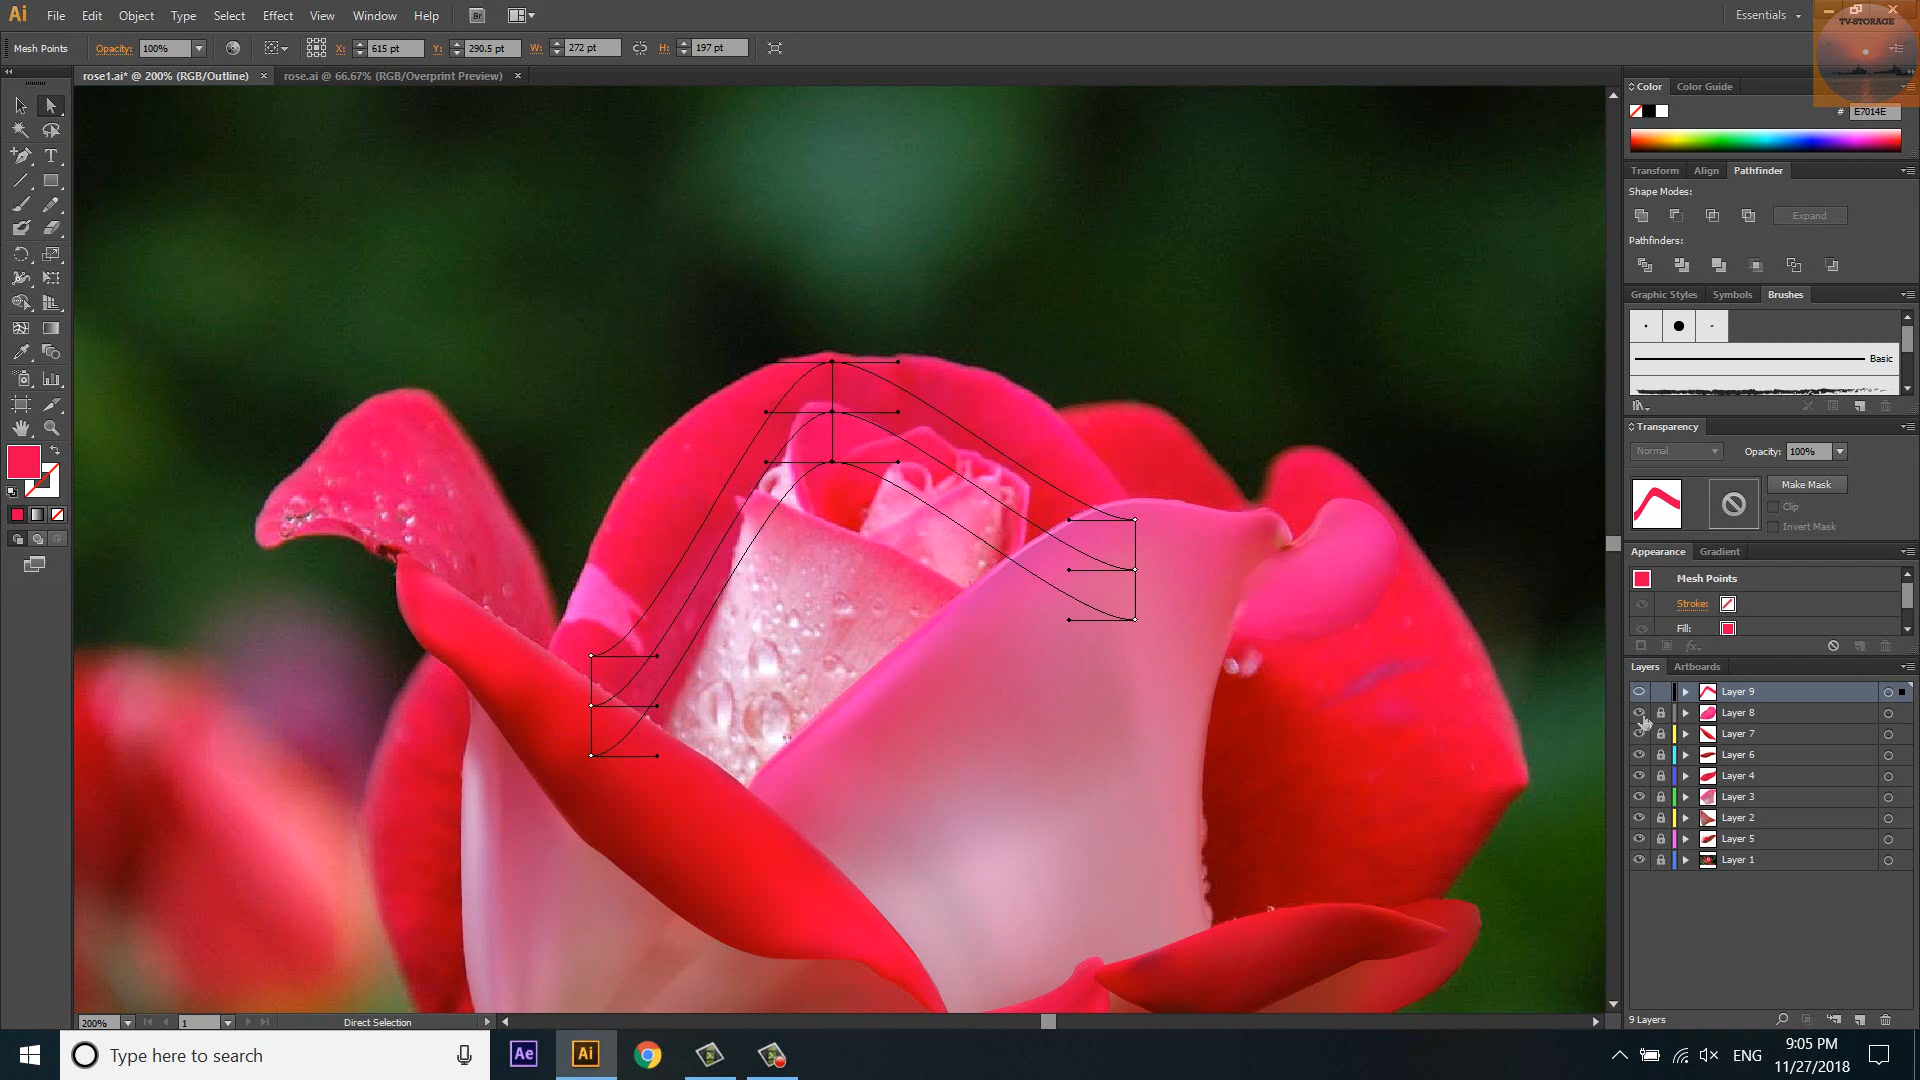 Ai File Edit Object Type Select Effect View Window Help Br Essentials
TV-STORAGE
Mesh Points Opacity: 100% X: 615 pt Y: 290.5 pt W: 272 pt H: 197 pt
rose1.ai* @ 200% (RGB/Outline) × rose.ai @ 66.67% (RGB/Overprint Preview) ×
Color Color Guide
# E7014E
Transform Align Pathfinder
Shape Modes:
Expand
Pathfinders:
Graphic Styles Symbols Brushes
Basic
Transparency
Normal Opacity: 100%
Make Mask
Clip
Invert Mask
Appearance Gradient
Mesh Points
Stroke:
Fill:
Layers Artboards
Layer 9
Layer 8
Layer 7
Layer 6
Layer 4
Layer 3
Layer 2
Layer 5
Layer 1
200% 1 Direct Selection 9 Layers
Type here to search Ae Ai ENG 9:05 PM
11/27/2018